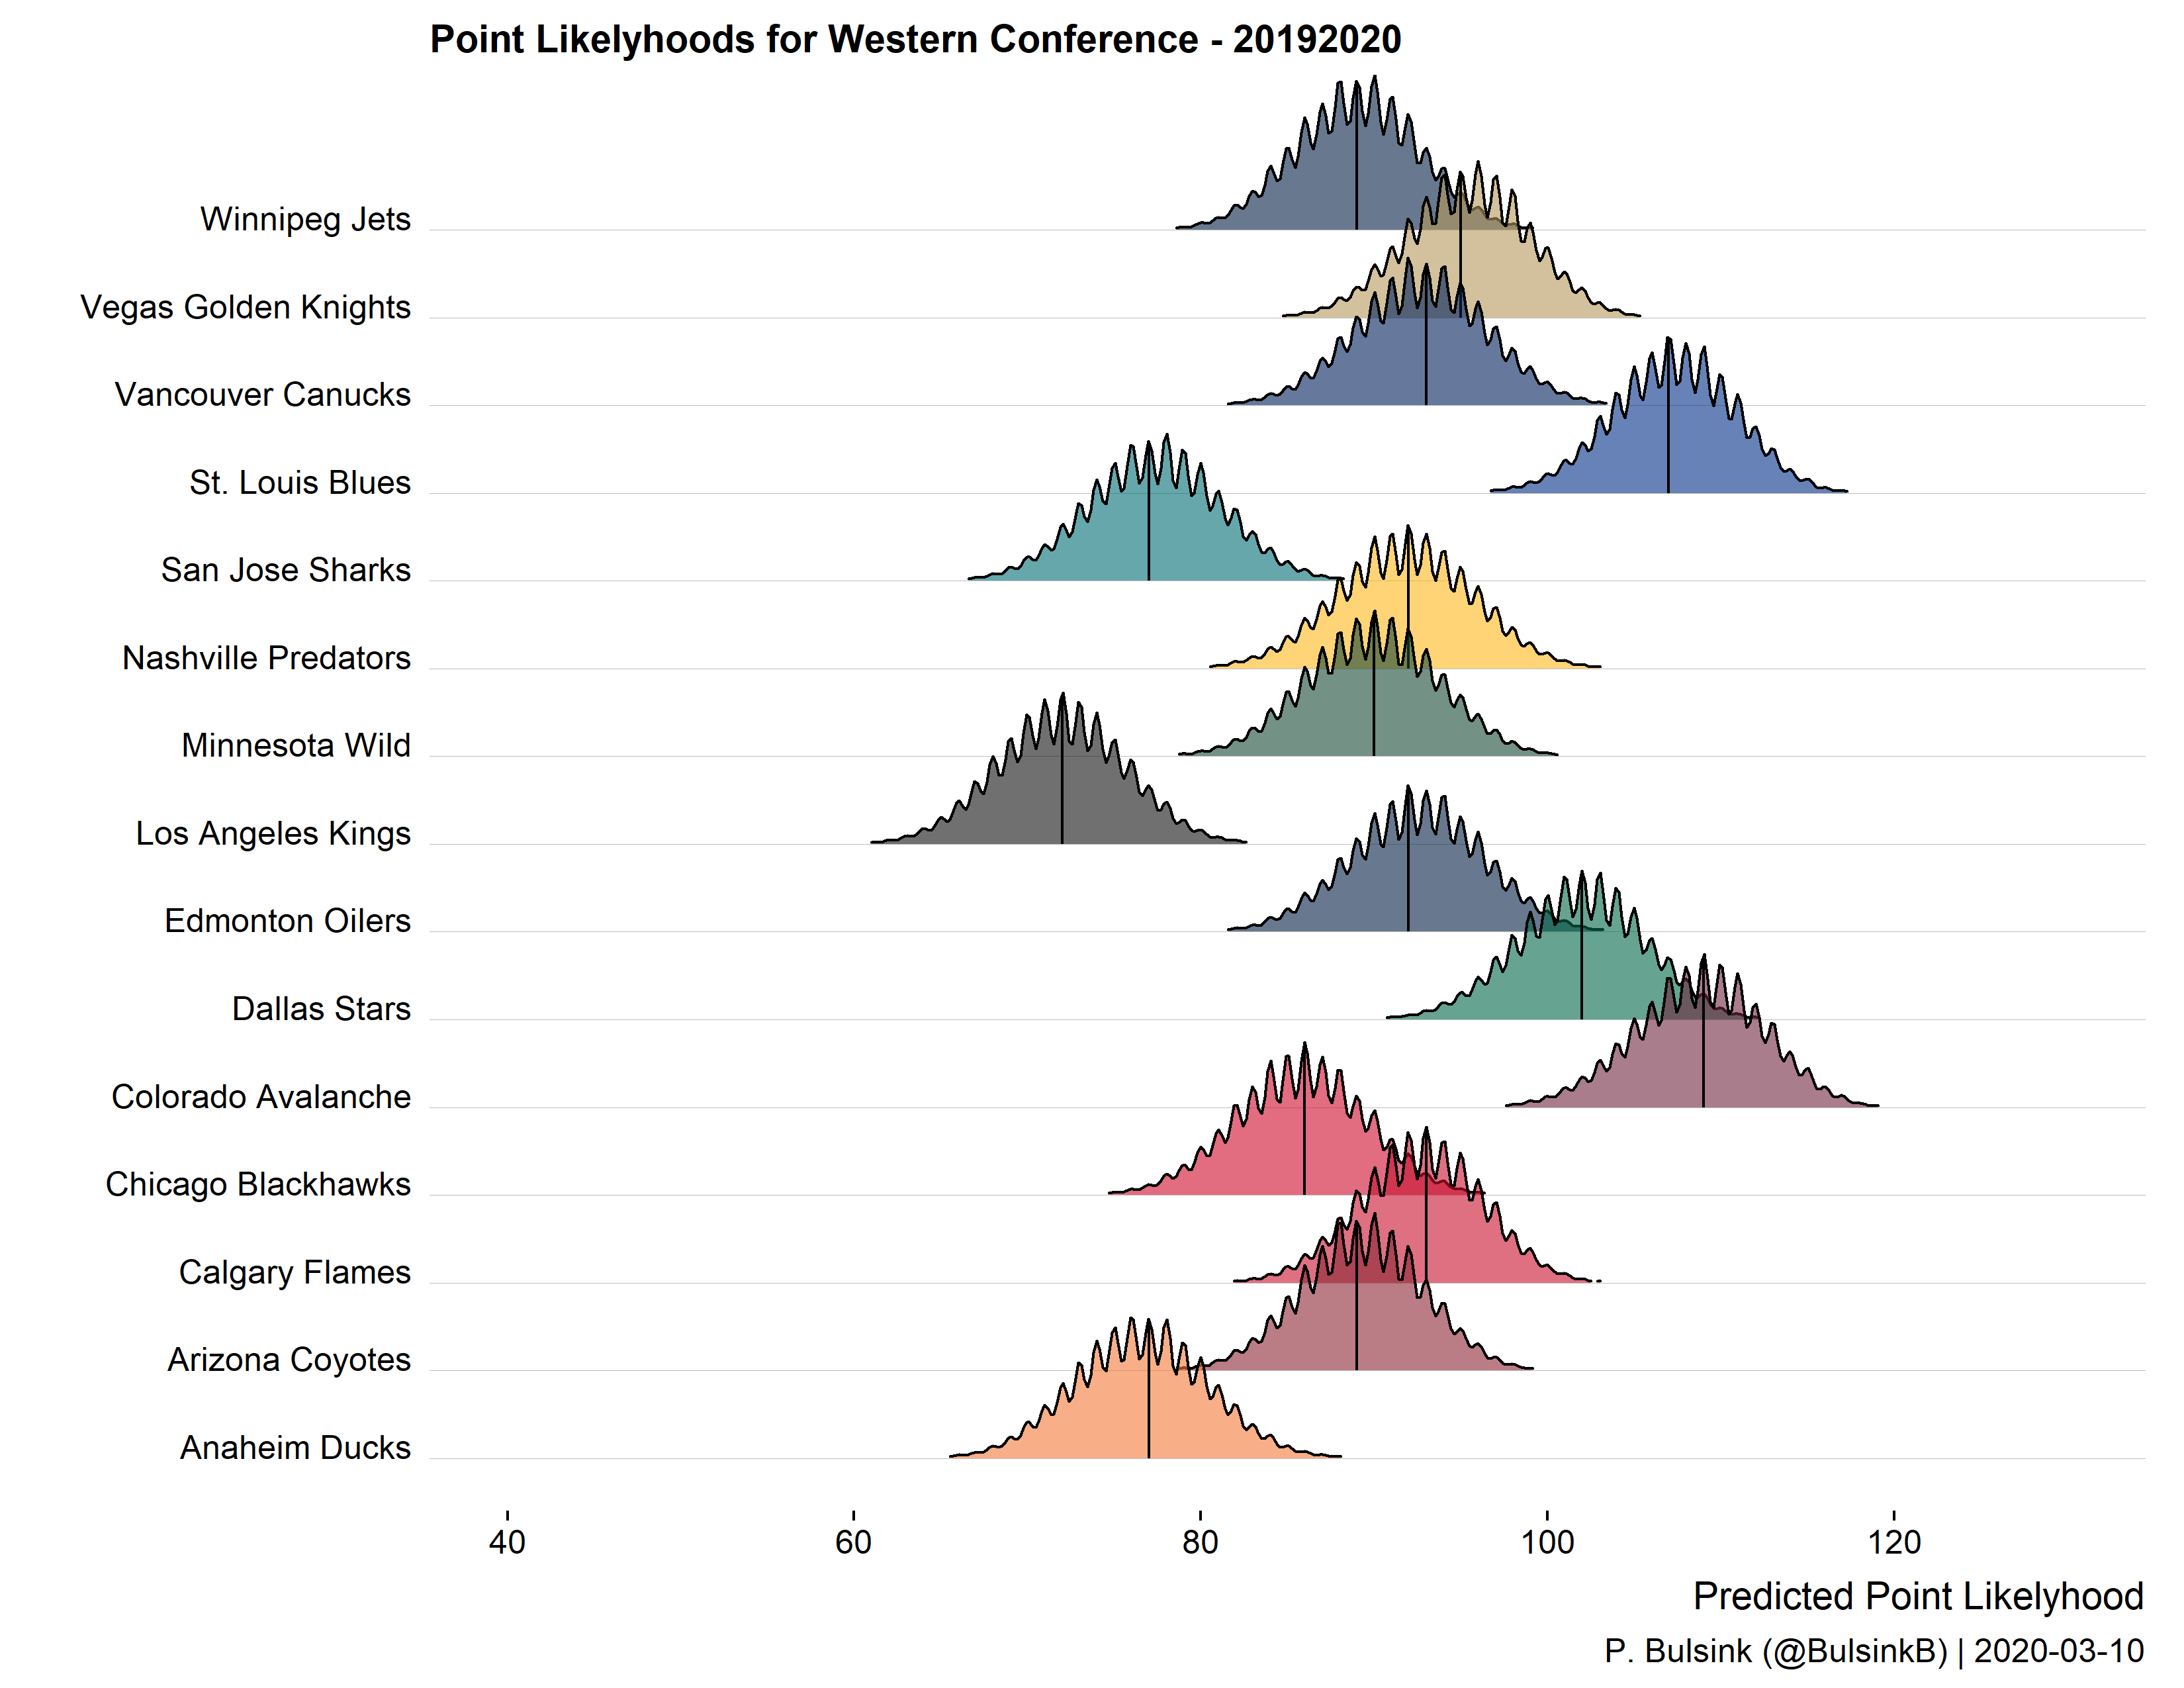 Point Likelyhoods for Western Conference - 20192020
Winnipeg Jets
Vegas Golden Knights
Vancouver Canucks
St. Louis Blues
San Jose Sharks
Nashville Predators
Minnesota Wild
Los Angeles Kings
Edmonton Oilers
Dallas Stars
Colorado Avalanche
Chicago Blackhawks
Calgary Flames
Arizona Coyotes
Anaheim Ducks
40 60 80 100 120
Predicted Point Likelyhood
P. Bulsink (@BulsinkB) | 2020-03-10